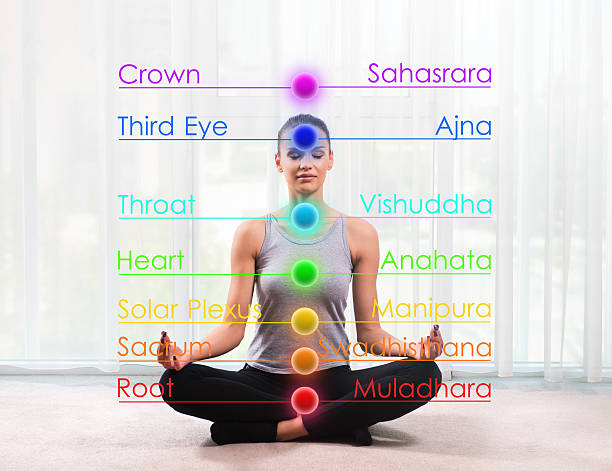 Crown Sahasrara
Third Eye Ajna
Throat Vishuddha
Heart Anahata
Solar Plexus Manipura
Sacrum Swadhisthana
Root Muladhara